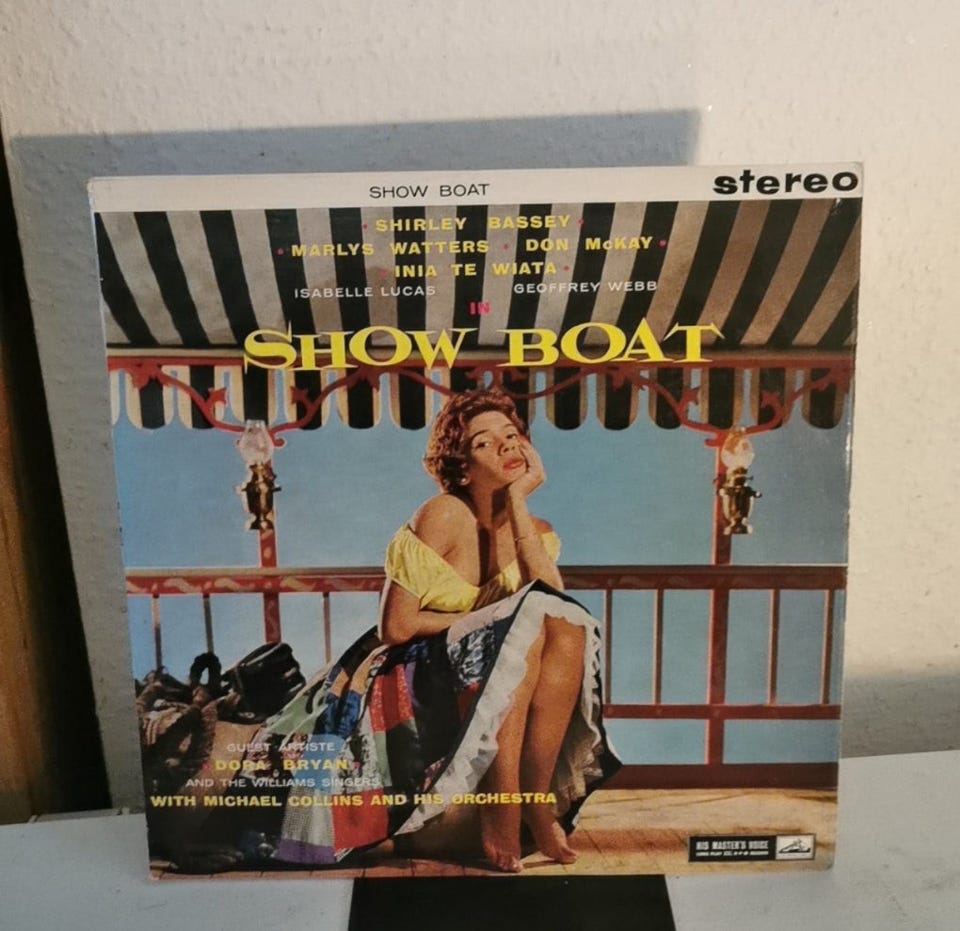 SHOW BOAT
stereo
SHIRLEY BASSEY
MARLYS WATTERS • DON McKAY
INIA TE WIATA
ISABELLE LUCAS GEOFFREY WEBB
IN
SHOW BOAT
GUEST ARTISTE
DORA BRYAN
AND THE WILLIAMS SINGERS
WITH MICHAEL COLLINS AND HIS ORCHESTRA
HIS MASTER'S VOICE